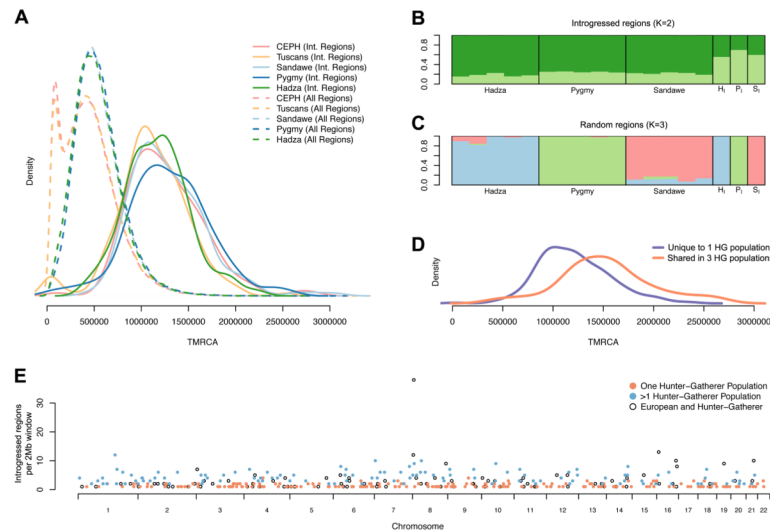 A
CEPH (Int. Regions)
Tuscans (Int. Regions)
Sandawe (Int. Regions)
Pygmy (Int. Regions)
Hadza (Int. Regions)
CEPH (All Regions)
Tuscans (All Regions)
Sandawe (All Regions)
Pygmy (All Regions)
Hadza (All Regions)
Density
0 500000 1000000 1500000 2000000 2500000 3000000
TMRCA
B
Introgressed regions (K=2)
0.0 0.4 0.8
Hadza Pygmy Sandawe HI PI SI
C
Random regions (K=3)
0.0 0.4 0.8
Hadza Pygmy Sandawe HI PI SI
D
Unique to 1 HG population
Shared in 3 HG populations
Density
0 500000 1000000 1500000 2000000 2500000 3000000
TMRCA
E
One Hunter-Gatherer Population
>1 Hunter-Gatherer Population
European and Hunter-Gatherer
Introgressed regions
per 2Mb window
0 10 20 30
1 2 3 4 5 6 7 8 9 10 11 12 13 14 15 16 17 18 19 20 21 22
Chromosome